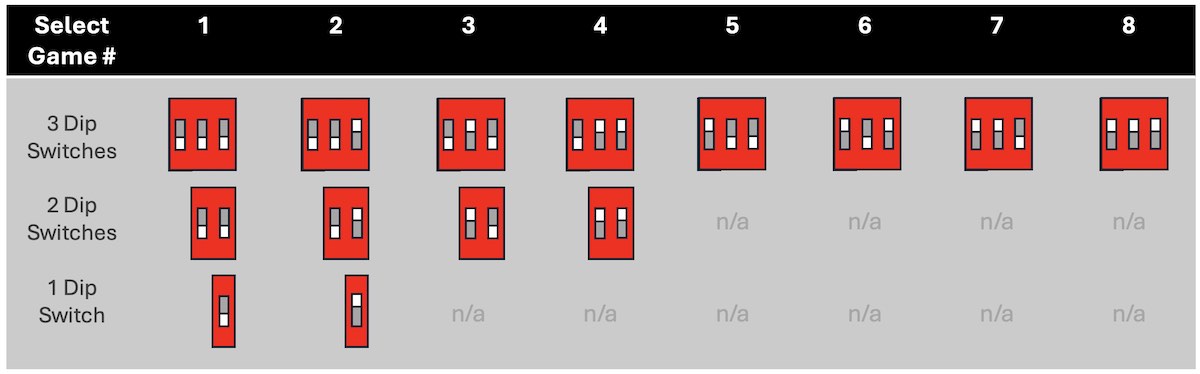 Select
Game #
1 2 3 4 5 6 7 8
3 Dip
Switches
2 Dip
Switches
n/a n/a n/a n/a
1 Dip
Switch
n/a n/a n/a n/a n/a n/a